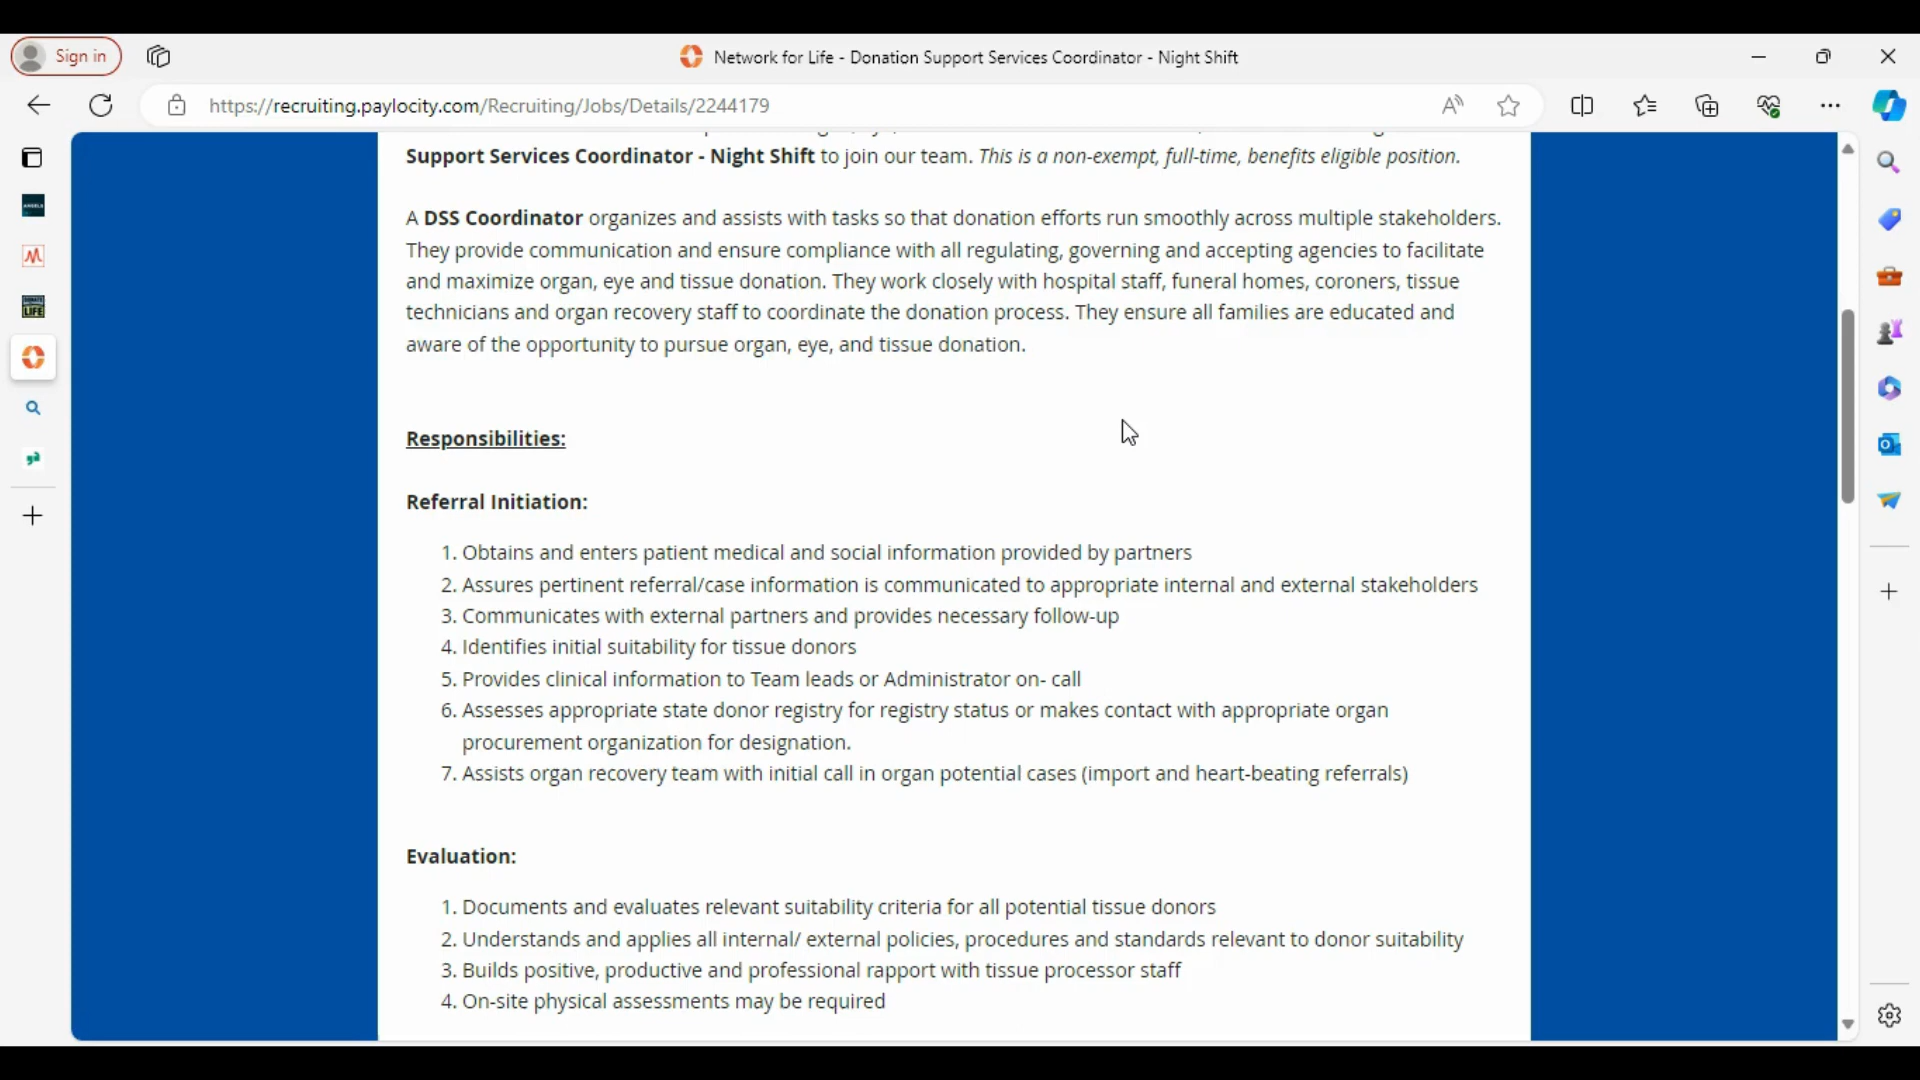 Sign in
Network for Life - Donation Support Services Coordinator - Night Shift
https://recruiting.paylocity.com/Recruiting/Jobs/Details/2244179
Support Services Coordinator - Night Shift to join our team. This is a non-exempt, full-time, benefits eligible position.
A DSS Coordinator organizes and assists with tasks so that donation efforts run smoothly across multiple stakeholders.
They provide communication and ensure compliance with all regulating, governing and accepting agencies to facilitate
and maximize organ, eye and tissue donation. They work closely with hospital staff, funeral homes, coroners, tissue
technicians and organ recovery staff to coordinate the donation process. They ensure all families are educated and
aware of the opportunity to pursue organ, eye, and tissue donation.
Responsibilities:
Referral Initiation:
1. Obtains and enters patient medical and social information provided by partners
2. Assures pertinent referral/case information is communicated to appropriate internal and external stakeholders
3. Communicates with external partners and provides necessary follow-up
4. Identifies initial suitability for tissue donors
5. Provides clinical information to Team leads or Administrator on- call
6. Assesses appropriate state donor registry for registry status or makes contact with appropriate organ
procurement organization for designation.
7. Assists organ recovery team with initial call in organ potential cases (import and heart-beating referrals)
Evaluation:
1. Documents and evaluates relevant suitability criteria for all potential tissue donors
2. Understands and applies all internal/ external policies, procedures and standards relevant to donor suitability
3. Builds positive, productive and professional rapport with tissue processor staff
4. On-site physical assessments may be required